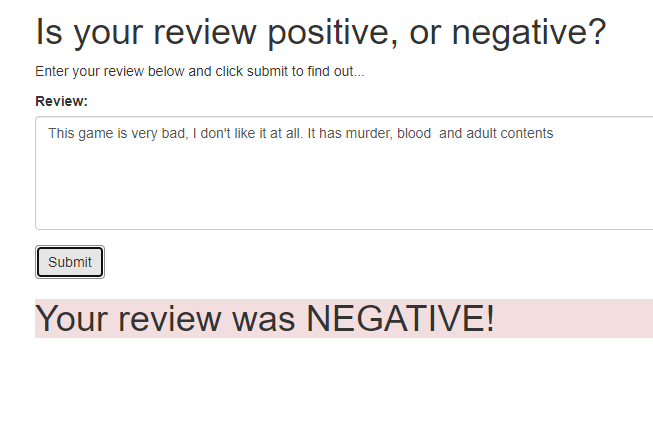 Is your review positive, or negative?
Enter your review below and click submit to find out...
Review:
This game is very bad, I don't like it at all. It has murder, blood  and adult contents
Submit
Your review was NEGATIVE!